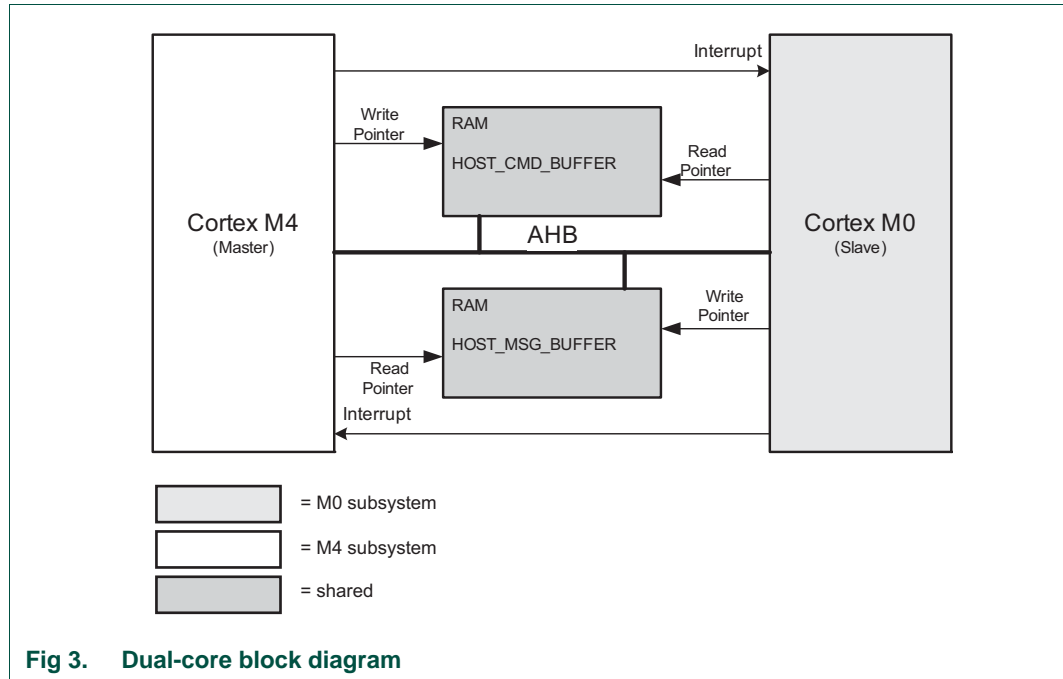 Interrupt
Write
Pointer
RAM
HOST_CMD_BUFFER
Read
Pointer
Cortex M4
(Master)
AHB
Cortex M0
(Slave)
RAM
HOST_MSG_BUFFER
Write
Pointer
Read
Pointer
Interrupt
= M0 subsystem
= M4 subsystem
= shared
Fig 3. Dual-core block diagram